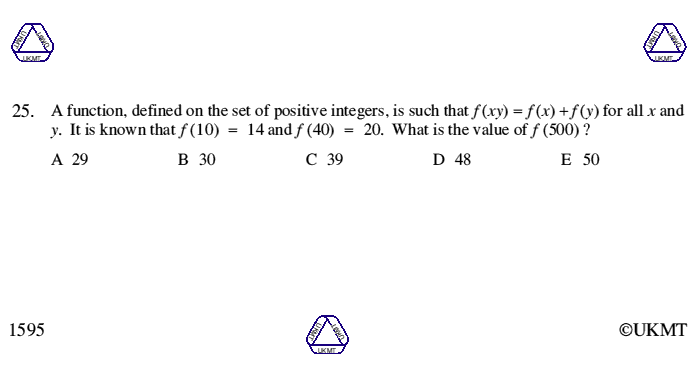 UKMT UKMT UKMT UKMT UKMT UKMT
25. A function, defined on the set of positive integers, is such that f(xy) = f(x) + f(y) for all x and
y. It is known that f(10) = 14 and f(40) = 20. What is the value of f(500)?
A 29 B 30 C 39 D 48 E 50
1595 UKMT UKMT UKMT ©UKMT